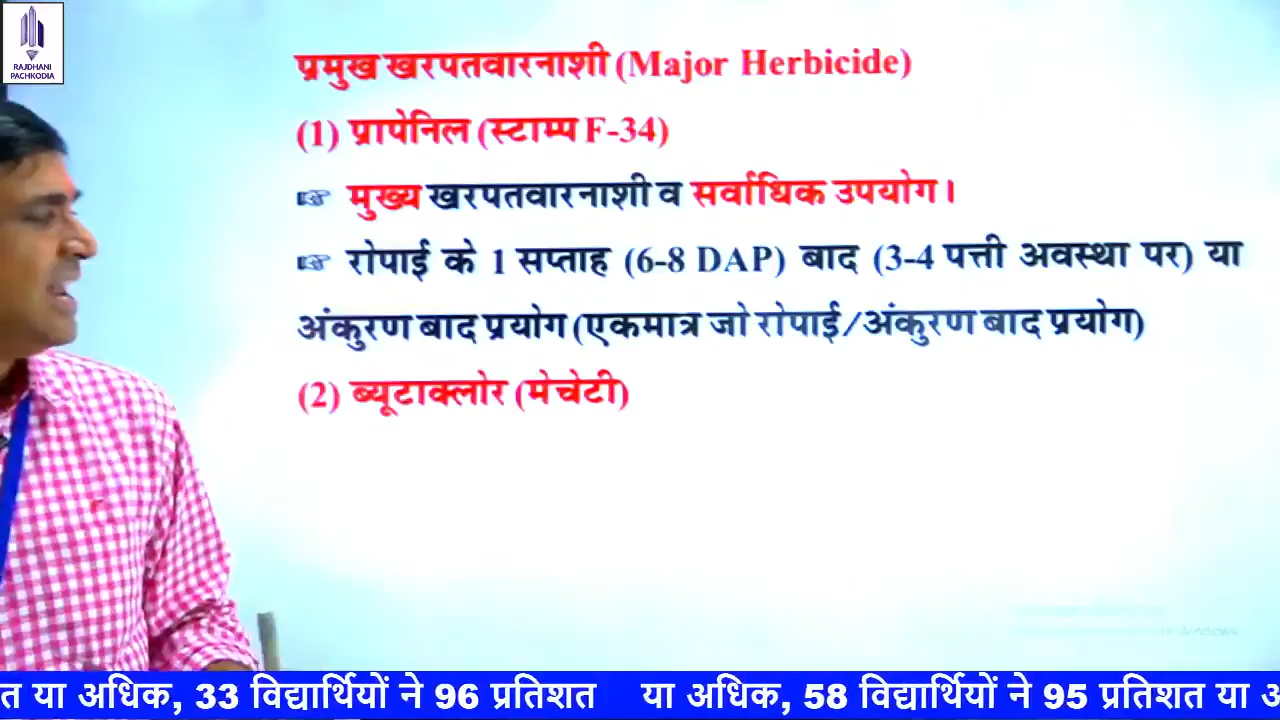 RAJDHANI
PACHKODIA
प्रमुख खरपतवारनाशी (Major Herbicide)
(1) प्रापेनिल (स्टाम्प F-34)
☞ मुख्य खरपतवारनाशी व सर्वाधिक उपयोग।
☞ रोपाई के 1 सप्ताह (6-8 DAP) बाद (3-4 पत्ती अवस्था पर) या
अंकुरण बाद प्रयोग (एकमात्र जो रोपाई/अंकुरण बाद प्रयोग)
(2) ब्यूटाक्लोर (मेचेटी)
त या अधिक, 33 विद्यार्थियों ने 96 प्रतिशत या अधिक, 58 विद्यार्थियों ने 95 प्रतिशत या अ